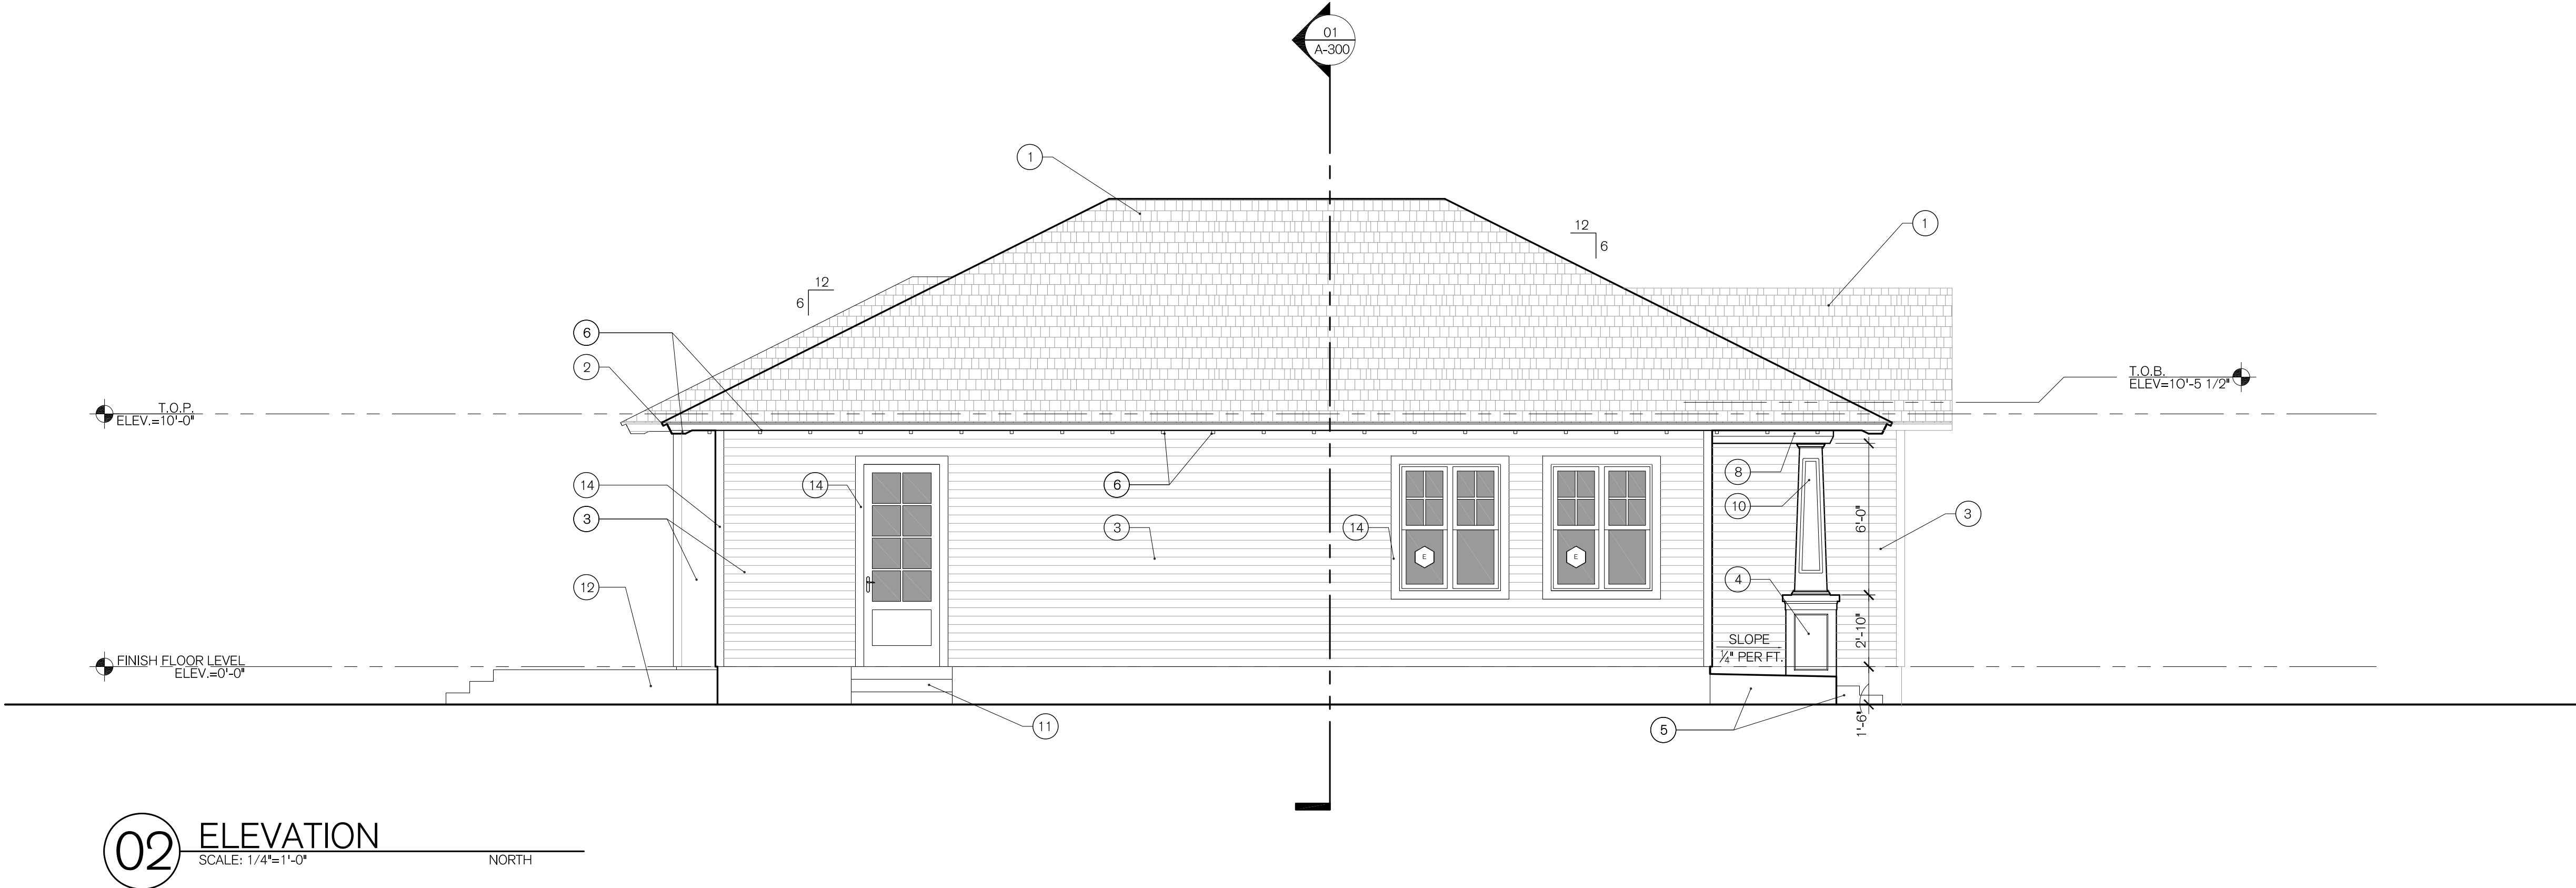 01
A-300
1
1
12
6
12
6
6
2
T.O.P.
ELEV.=10'-0"
T.O.B.
ELEV=10'-5 1/2"
14
14
6
8
10
3
3
14
3
6'-0"
E
E
4
12
2'-10"
SLOPE
1/4" PER FT.
FINISH FLOOR LEVEL
ELEV.=0'-0"
11
5
1'-6"
02
ELEVATION
SCALE: 1/4"=1'-0"
NORTH